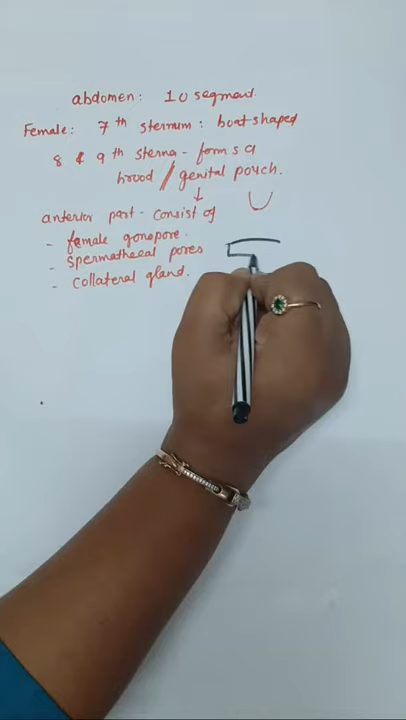 abdomen: 10 segment.
Female: 7th sternum: boat shaped
8 & 9th sterna - forms a
brood / genital pouch.
anterior part - consist of
- female gonopore.
- spermathecal pores
- collateral gland.